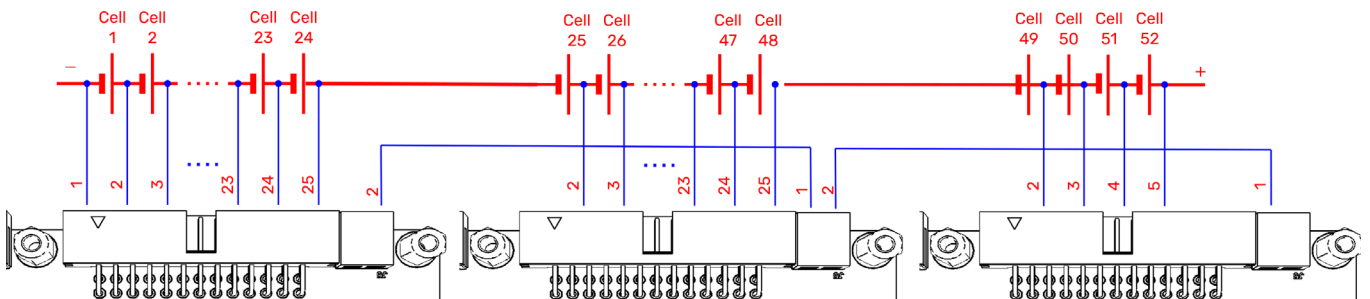 Cell Cell Cell Cell Cell Cell Cell Cell Cell Cell Cell Cell
1 2 23 24 25 26 47 48 49 50 51 52
− +
1 2 3 23 24 25 2 2 3 23 24 25 1 2 2 3 4 5 1